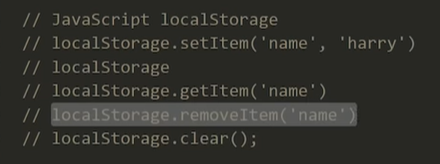 // JavaScript localStorage
// localStorage.setItem('name', 'harry')
// localStorage
// localStorage.getItem('name')
// localStorage.removeItem('name')
// localStorage.clear();